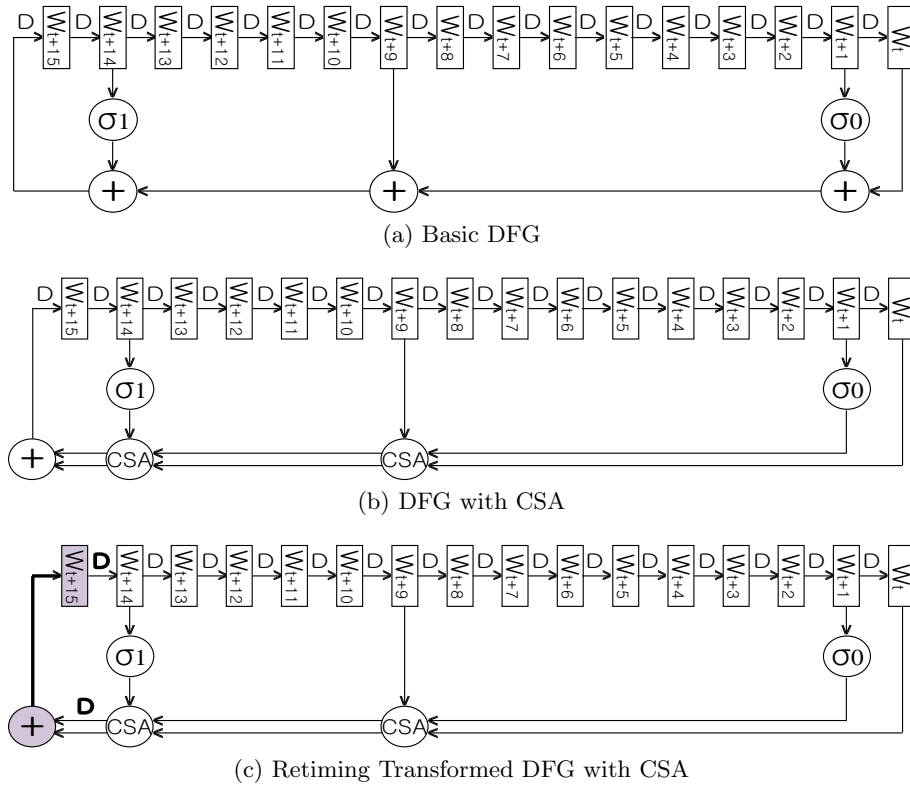 D W_{t+15} D W_{t+14} D W_{t+13} D W_{t+12} D W_{t+11} D W_{t+10} D W_{t+9} D W_{t+8} D W_{t+7} D W_{t+6} D W_{t+5} D W_{t+4} D W_{t+3} D W_{t+2} D W_{t+1} D W_t
σ1 σ0
+ + +
(a) Basic DFG
D W_{t+15} D W_{t+14} D W_{t+13} D W_{t+12} D W_{t+11} D W_{t+10} D W_{t+9} D W_{t+8} D W_{t+7} D W_{t+6} D W_{t+5} D W_{t+4} D W_{t+3} D W_{t+2} D W_{t+1} D W_t
σ1 σ0
+ CSA CSA
(b) DFG with CSA
W_{t+15} D W_{t+14} D W_{t+13} D W_{t+12} D W_{t+11} D W_{t+10} D W_{t+9} D W_{t+8} D W_{t+7} D W_{t+6} D W_{t+5} D W_{t+4} D W_{t+3} D W_{t+2} D W_{t+1} D W_t
σ1 σ0
D
+ CSA CSA
(c) Retiming Transformed DFG with CSA